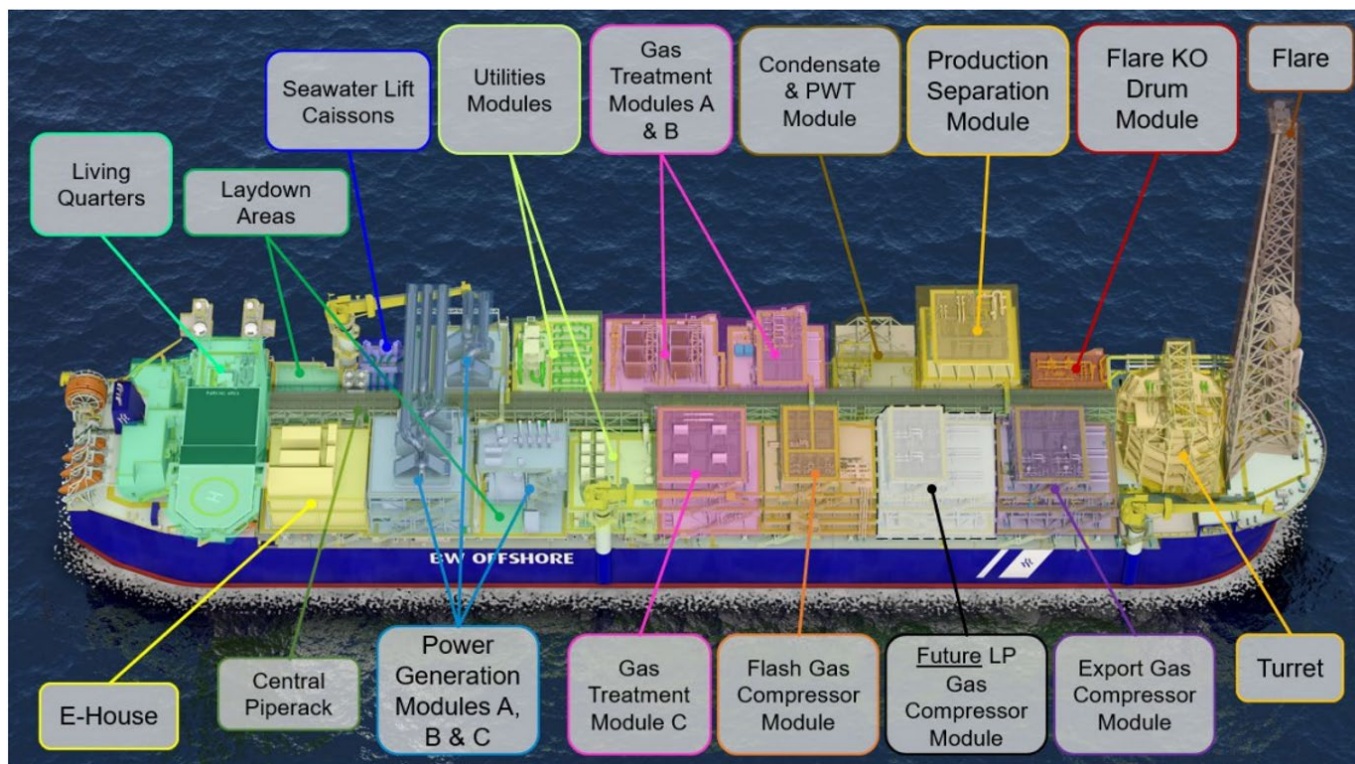 Seawater Lift
Caissons
Utilities
Modules
Gas
Treatment
Modules A
& B
Condensate
& PWT
Module
Production
Separation
Module
Flare KO
Drum
Module
Flare
Living
Quarters
Laydown
Areas
H
BW OFFSHORE
E-House
Central
Piperack
Power
Generation
Modules A,
B & C
Gas
Treatment
Module C
Flash Gas
Compressor
Module
Future LP
Gas
Compressor
Module
Export Gas
Compressor
Module
Turret